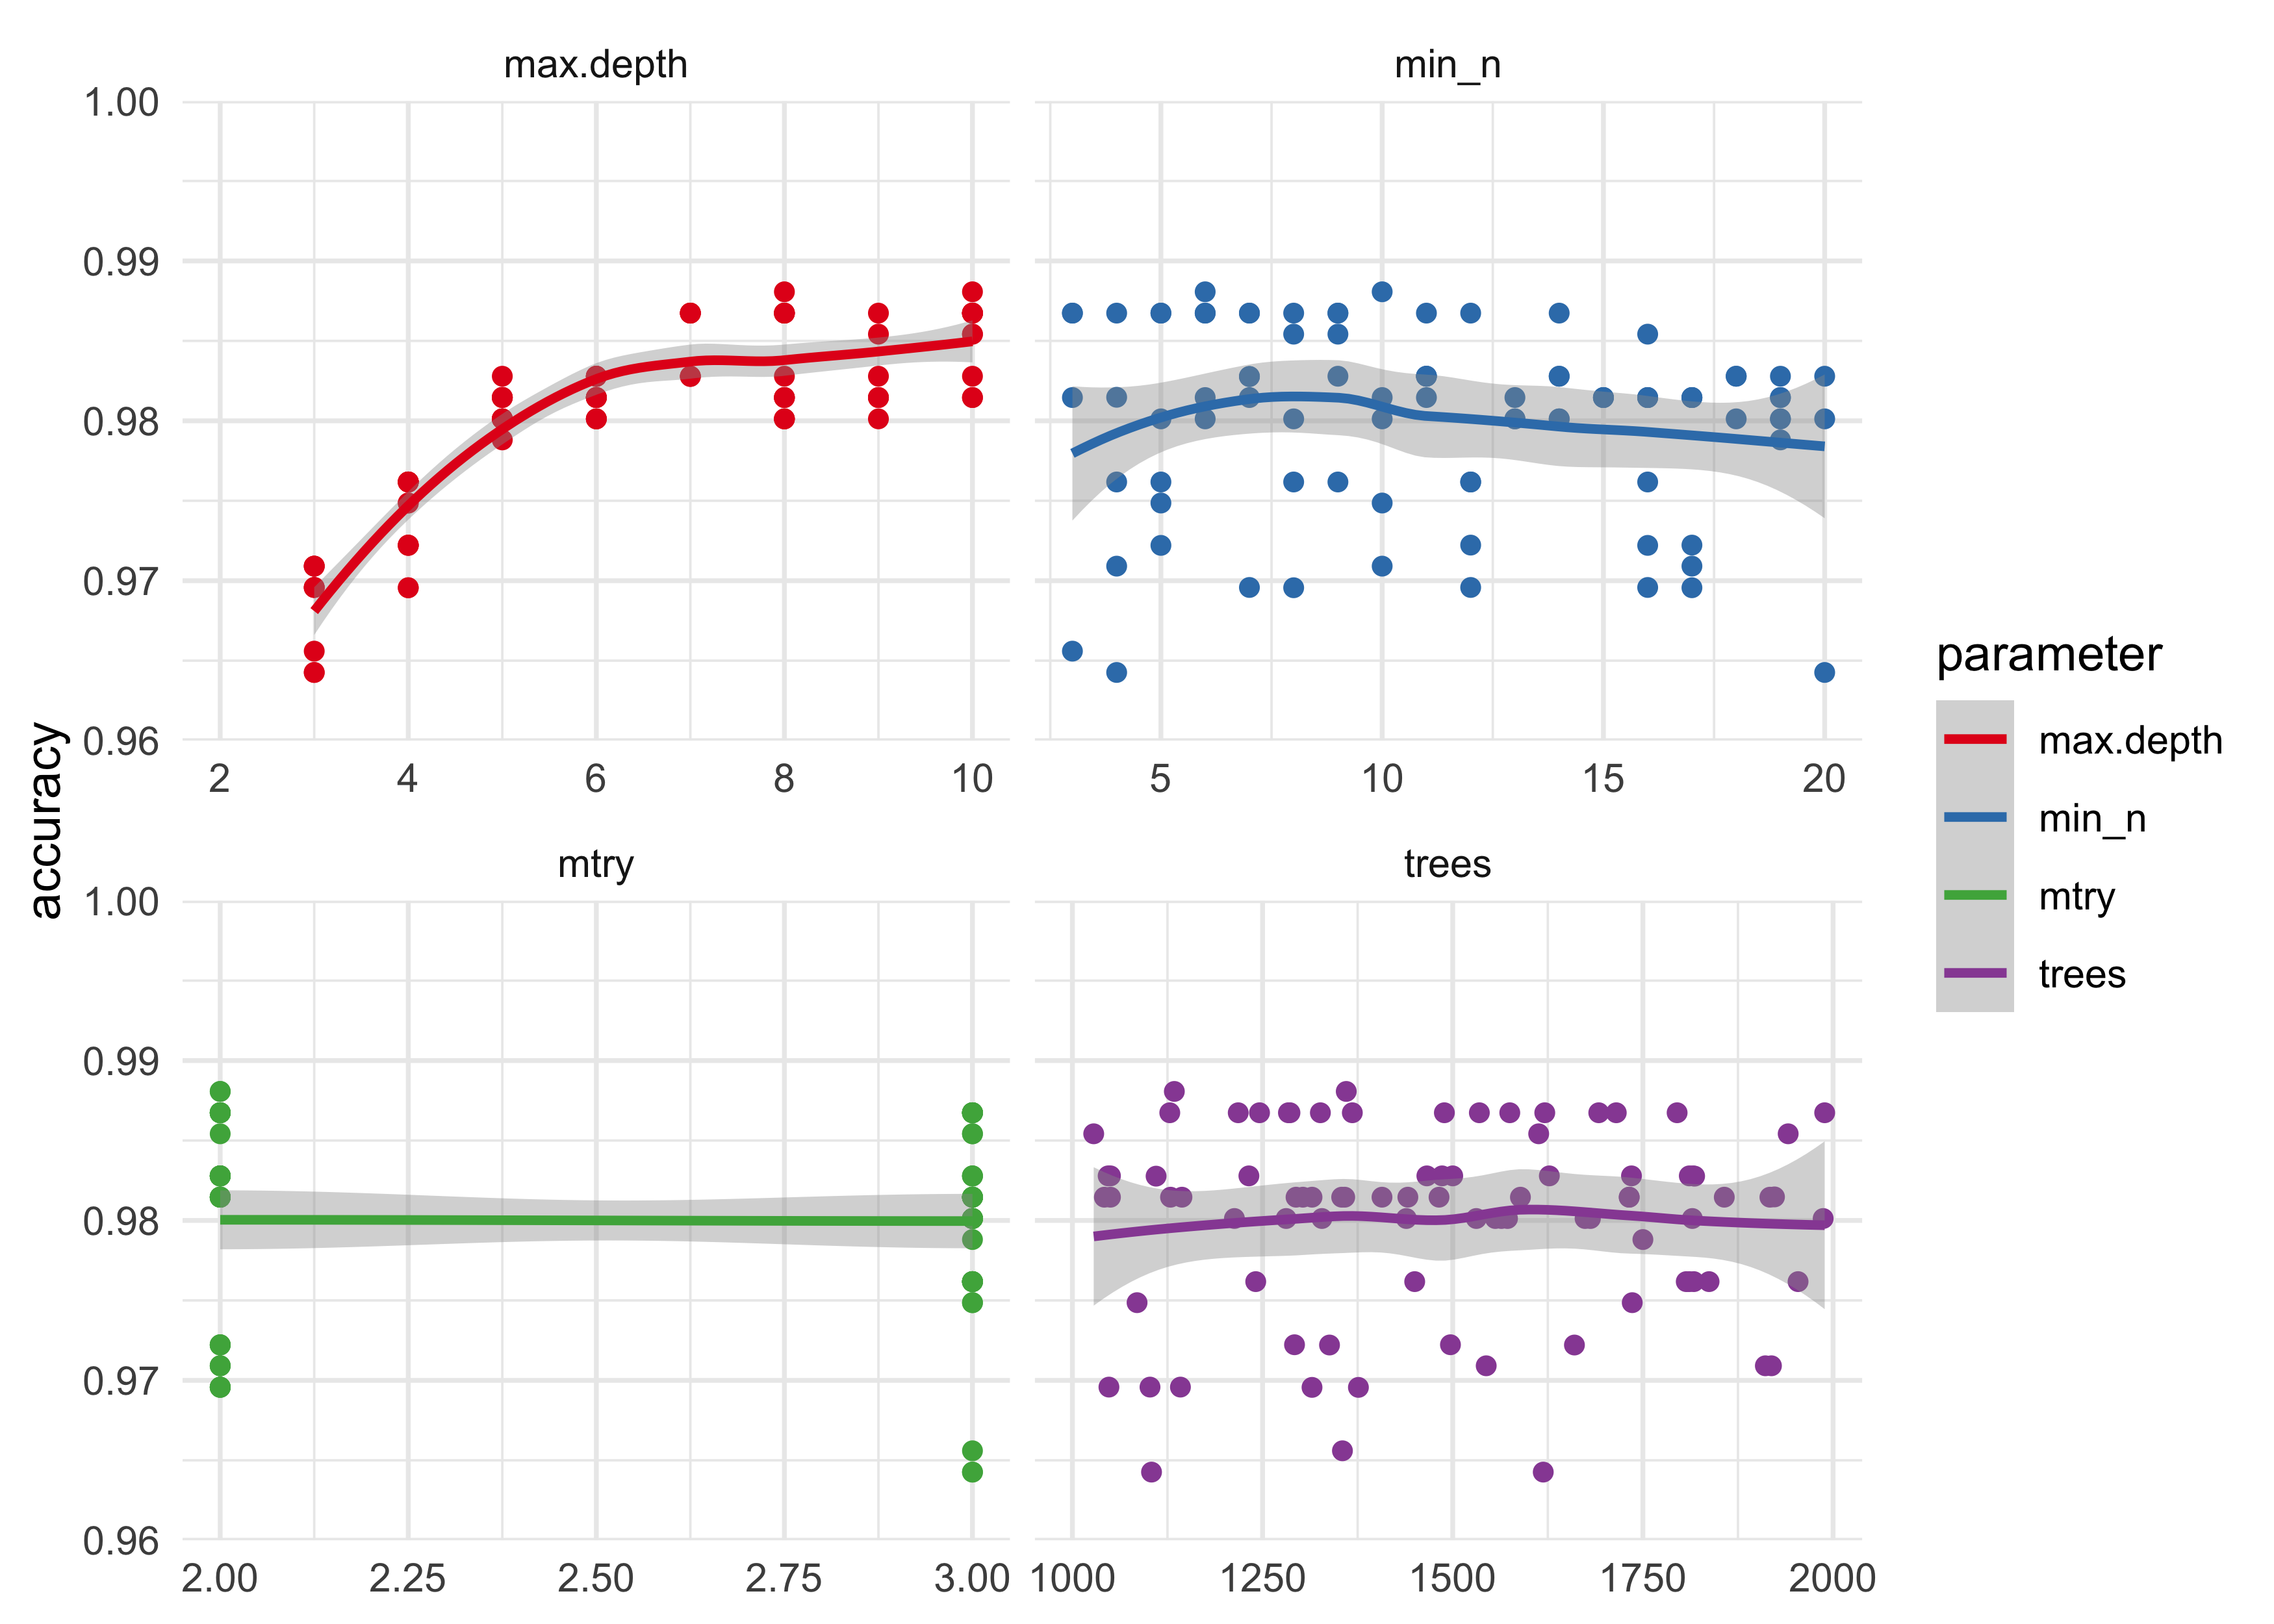 max.depth
min_n
1.00
0.99
0.98
0.97
0.96
2 4 6 8 10
5 10 15 20
accuracy
mtry
trees
1.00
0.99
0.98
0.97
0.96
2.00 2.25 2.50 2.75 3.00
1000 1250 1500 1750 2000
parameter
max.depth
min_n
mtry
trees